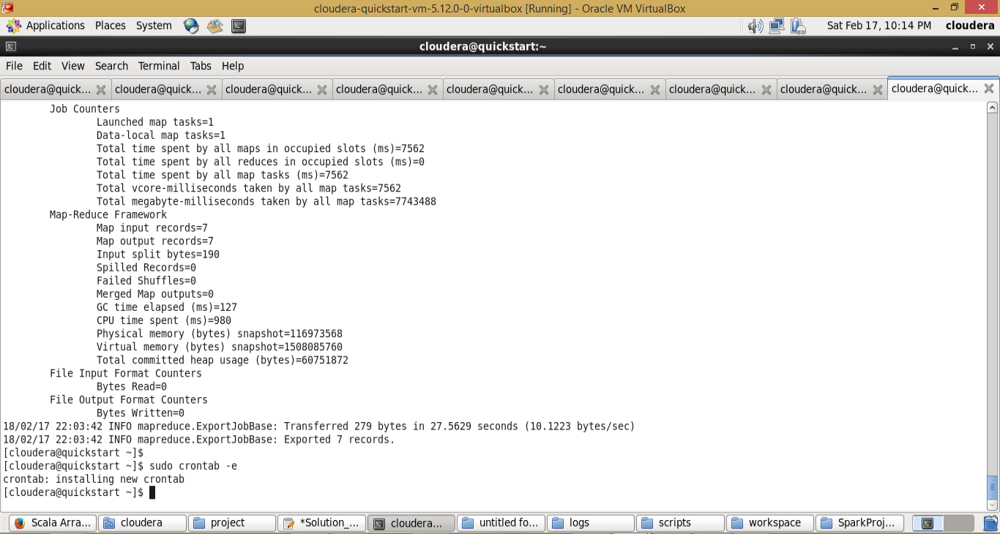 cloudera-quickstart-vm-5.12.0-0-virtualbox [Running] - Oracle VM VirtualBox
Applications Places System Sat Feb 17, 10:14 PM cloudera
cloudera@quickstart:~
File Edit View Search Terminal Tabs Help
cloudera@quick... cloudera@quick... cloudera@quick... cloudera@quick... cloudera@quick... cloudera@quick... cloudera@quick... cloudera@quick... cloudera@quick...
Job Counters
Launched map tasks=1
Data-local map tasks=1
Total time spent by all maps in occupied slots (ms)=7562
Total time spent by all reduces in occupied slots (ms)=0
Total time spent by all map tasks (ms)=7562
Total vcore-milliseconds taken by all map tasks=7562
Total megabyte-milliseconds taken by all map tasks=7743488
Map-Reduce Framework
Map input records=7
Map output records=7
Input split bytes=190
Spilled Records=0
Failed Shuffles=0
Merged Map outputs=0
GC time elapsed (ms)=127
CPU time spent (ms)=980
Physical memory (bytes) snapshot=116973568
Virtual memory (bytes) snapshot=1508085760
Total committed heap usage (bytes)=60751872
File Input Format Counters
Bytes Read=0
File Output Format Counters
Bytes Written=0
18/02/17 22:03:42 INFO mapreduce.ExportJobBase: Transferred 279 bytes in 27.5629 seconds (10.1223 bytes/sec)
18/02/17 22:03:42 INFO mapreduce.ExportJobBase: Exported 7 records.
[cloudera@quickstart ~]$
[cloudera@quickstart ~]$ sudo crontab -e
crontab: installing new crontab
[cloudera@quickstart ~]$
Scala Arra... cloudera project *Solution_... cloudera... untitled fo... logs scripts workspace SparkProj...